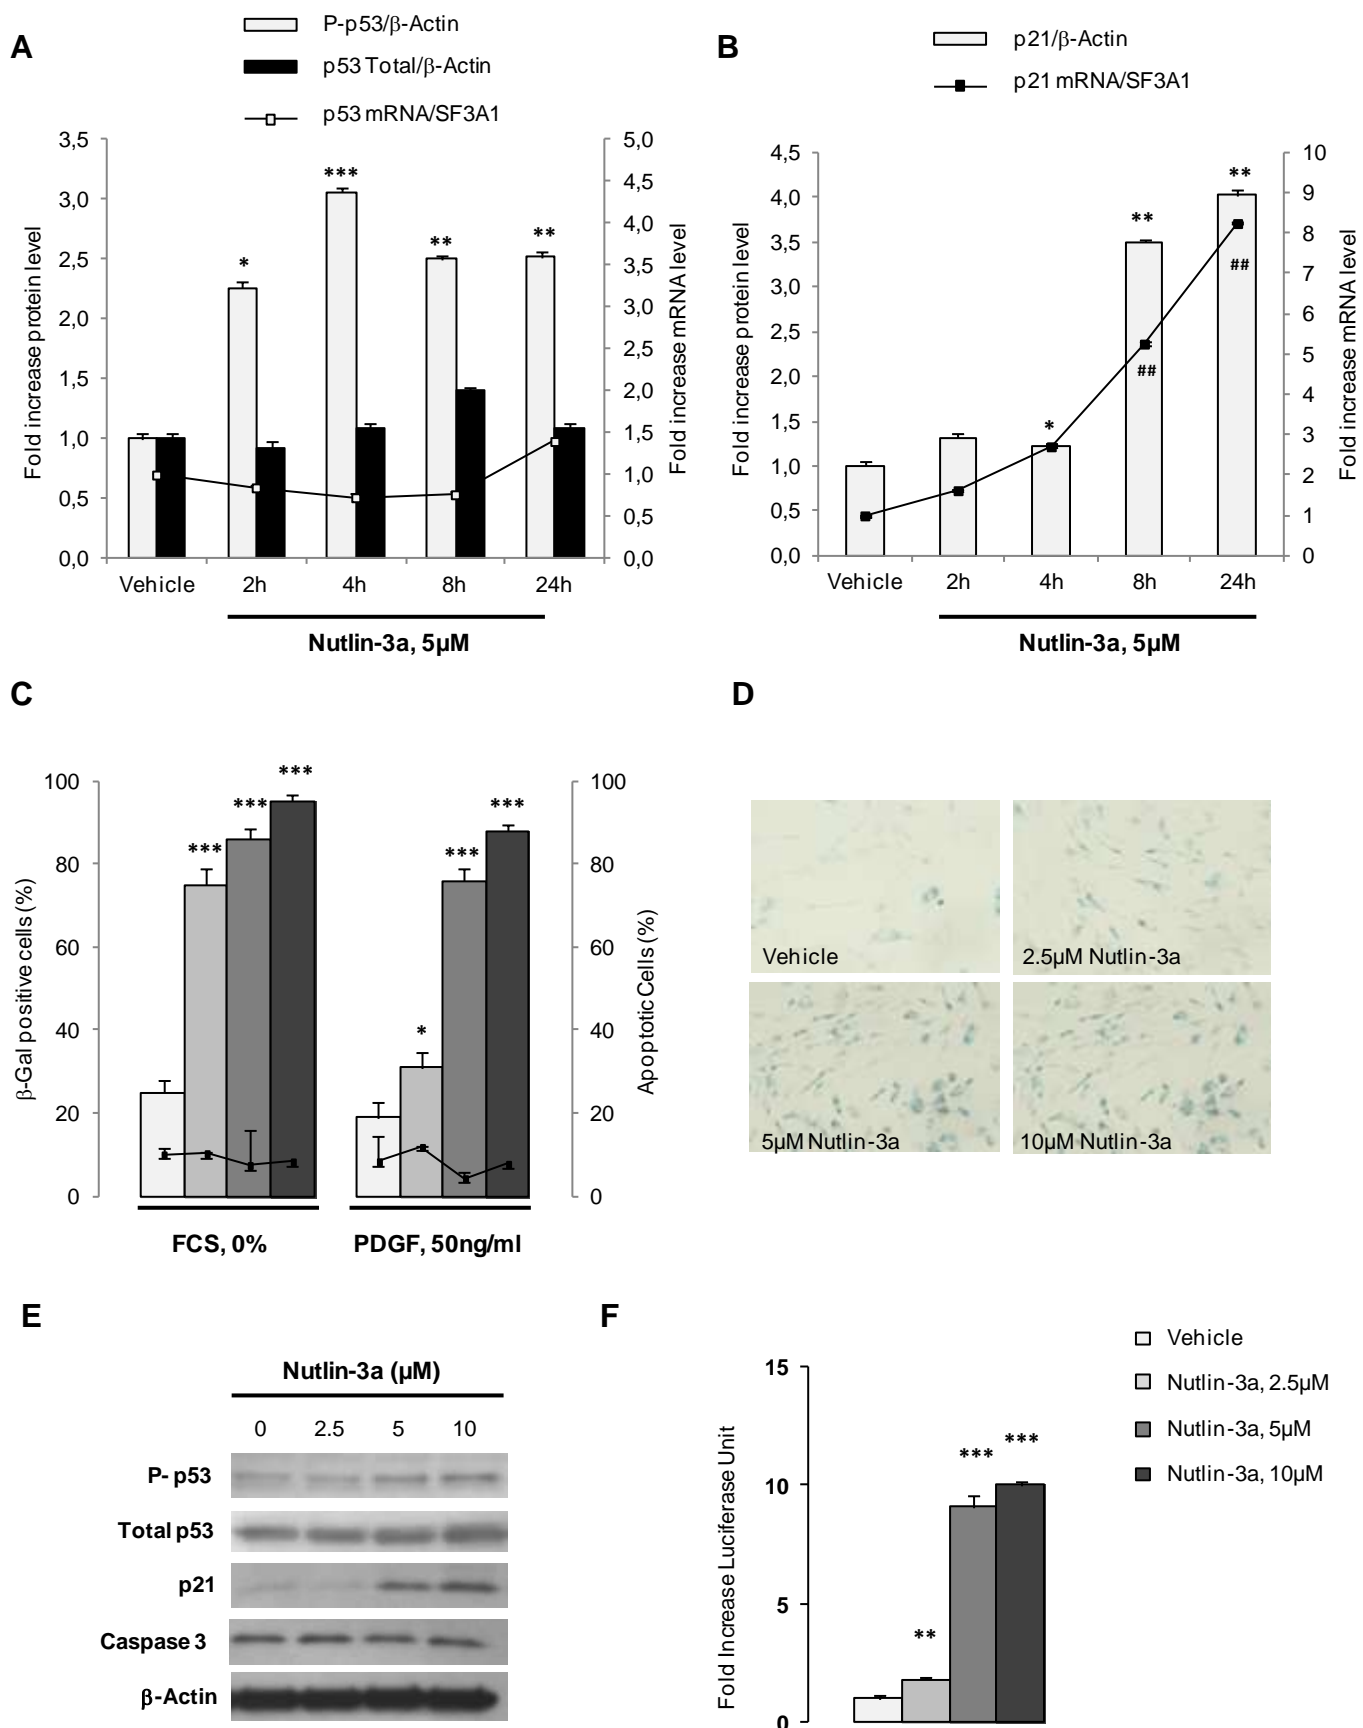 A
P-p53/β-Actin
p53 Total/β-Actin
p53 mRNA/SF3A1
Fold increase protein level
3,5
3,0
2,5
2,0
1,5
1,0
0,5
0,0
*
***
**
**
5,0
4,5
4,0
3,5
3,0
2,5
2,0
1,5
1,0
0,5
0,0
Fold increase mRNA level
Vehicle 2h 4h 8h 24h
Nutlin-3a, 5µM
B
p21/β-Actin
p21 mRNA/SF3A1
Fold increase protein level
4,5
4,0
3,5
3,0
2,5
2,0
1,5
1,0
0,5
0,0
*
**
##
**
##
10
9
8
7
6
5
4
3
2
1
0
Fold increase mRNA level
Vehicle 2h 4h 8h 24h
Nutlin-3a, 5µM
C
β-Gal positive cells (%)
100
80
60
40
20
0
***
***
***
*
***
***
100
80
60
40
20
0
Apoptotic Cells (%)
FCS, 0% PDGF, 50ng/ml
D
Vehicle
2.5µM Nutlin-3a
5µM Nutlin-3a
10µM Nutlin-3a
E
Nutlin-3a (µM)
0 2.5 5 10
P- p53
Total p53
p21
Caspase 3
β-Actin
F
Vehicle
Nutlin-3a, 2.5µM
Nutlin-3a, 5µM
Nutlin-3a, 10µM
Fold Increase Luciferase Unit
15
10
5
0
**
***
***